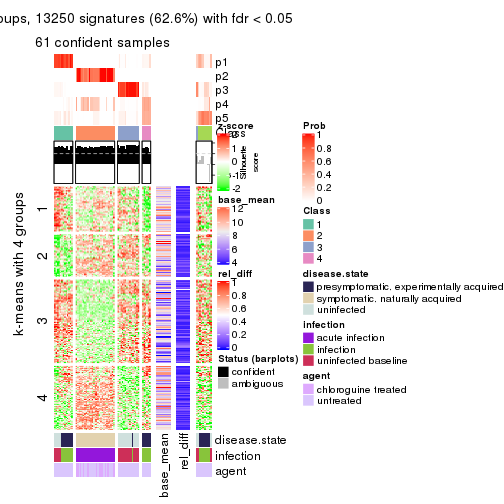 oups, 13250 signatures (62.6%) with fdr < 0.05
61 confident samples
p1
p2
p3
p4
p5
Class
z-score
2
0
-1
-2
Silhouette
score
base_mean
12
10
8
6
4
rel_diff
1
0.8
0.6
0.4
0.2
0
Status (barplots)
confident
ambiguous
Prob
1
0.8
0.6
0.4
0.2
0
Class
1
2
3
4
disease.state
presymptomatic, experimentally acquired
symptomatic, naturally acquired
uninfected
infection
acute infection
infection
uninfected baseline
agent
chloroquine treated
untreated
k-means with 4 groups
1
2
3
4
disease.state
infection
agent
base_mean
rel_diff